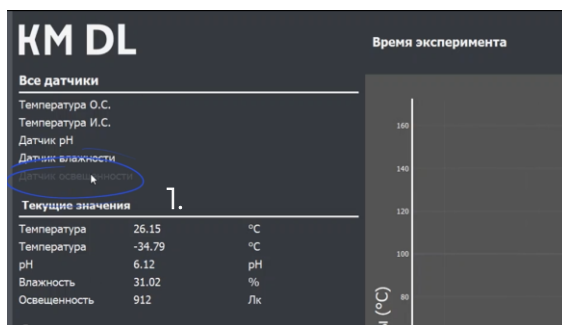 KM DL
Время эксперимента
Все датчики
Температура О.С.
Температура И.С.
Датчик pH
Датчик влажности
Датчик освещенности
1.
Текущие значения
Температура 26.15 °C
Температура -34.79 °C
pH 6.12 pH
Влажность 31.02 %
Освещенность 912 Лк
160
140
120
100
80
(°C)